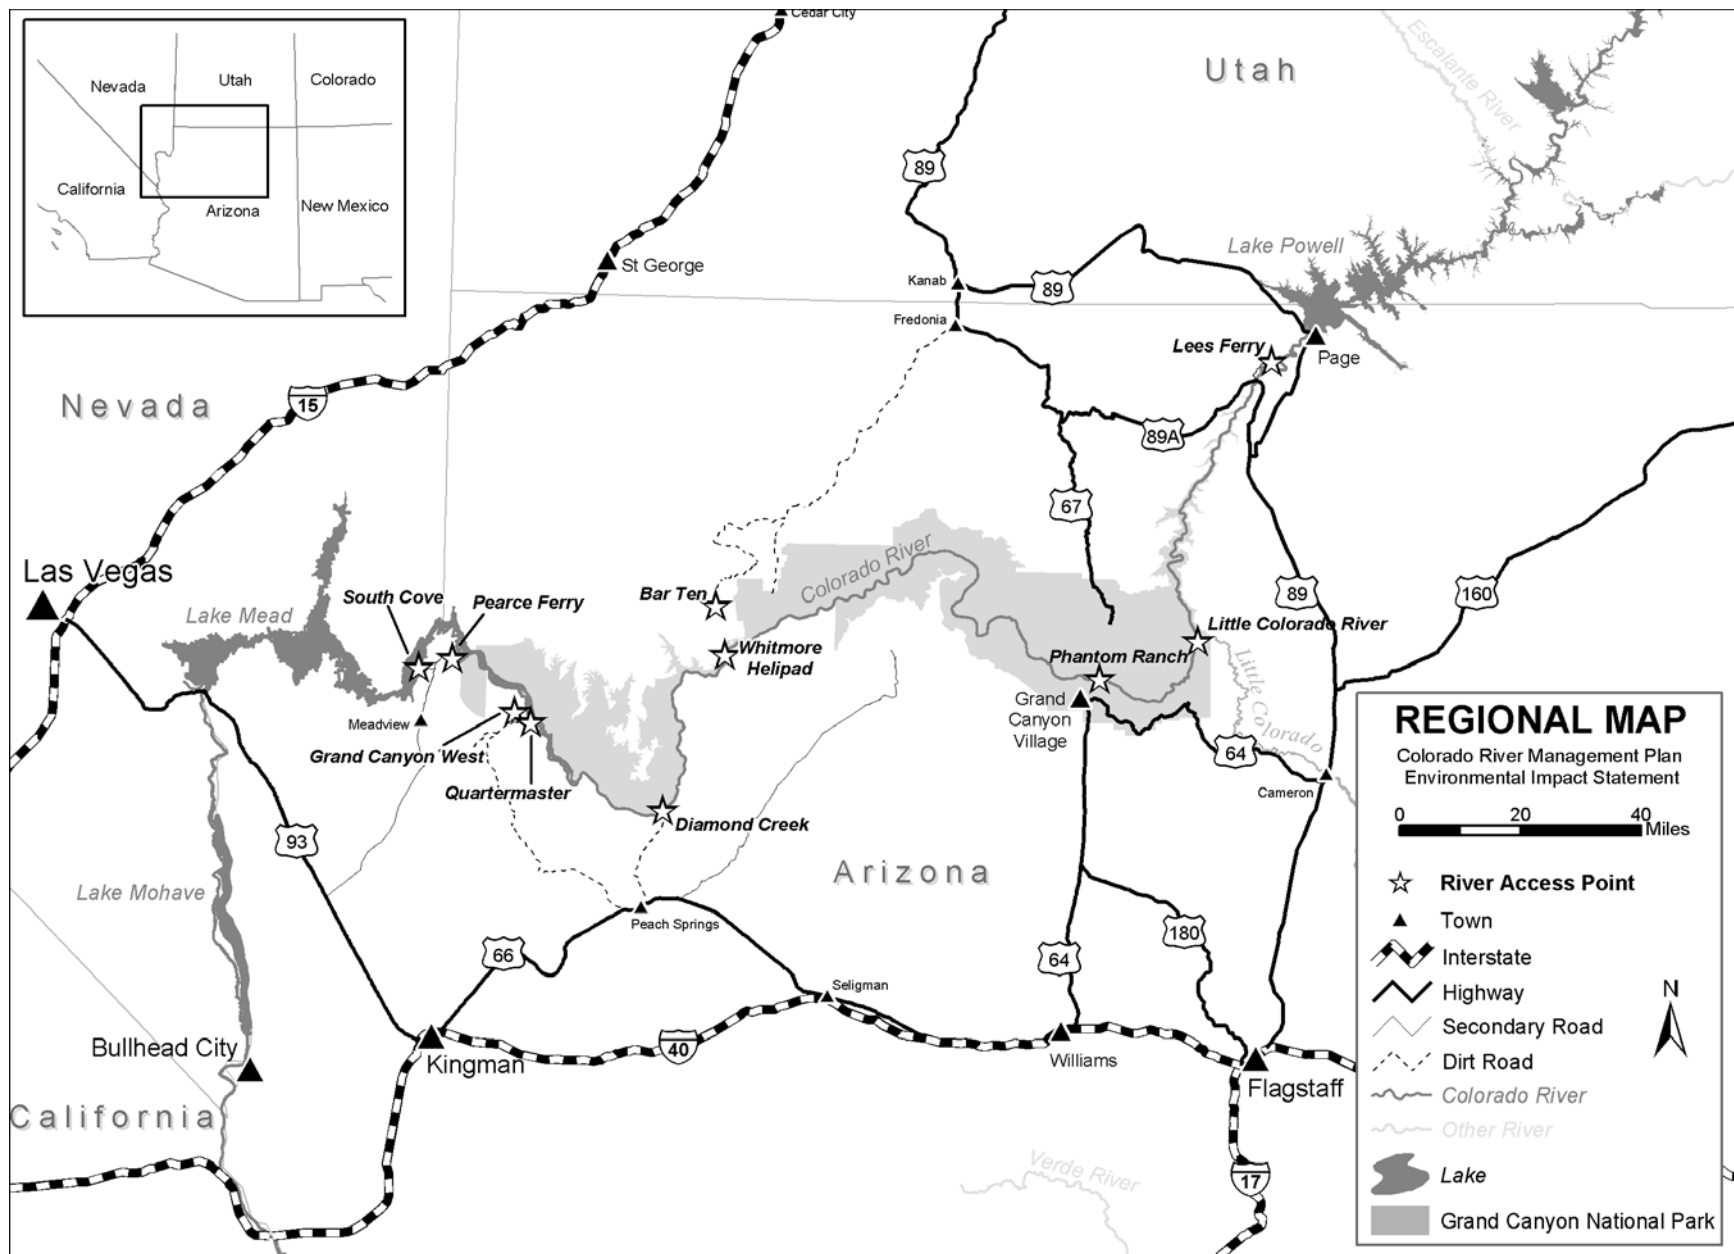 Cedar City
Utah
Escalante River
Nevada
Utah
Colorado
California
Arizona
New Mexico
89
Lake Powell
St George
Kanab
89
Fredonia
Lees Ferry
Page
Nevada
15
89A
67
Colorado River
Las Vegas
South Cove
Pearce Ferry
Bar Ten
89
160
Lake Mead
Little Colorado River
Whitmore
Helipad
Phantom Ranch
Little Colorado
Meadview
Grand
Canyon
Village
Grand Canyon West
64
Quartermaster
Cameron
Diamond Creek
93
Arizona
Lake Mohave
Peach Springs
66
180
64
Seligman
Bullhead City
Kingman
40
Williams
Flagstaff
California
Verde River
17
REGIONAL MAP
Colorado River Management Plan
Environmental Impact Statement
0 20 40
Miles
River Access Point
Town
Interstate
Highway
N
Secondary Road
Dirt Road
Colorado River
Other River
Lake
Grand Canyon National Park